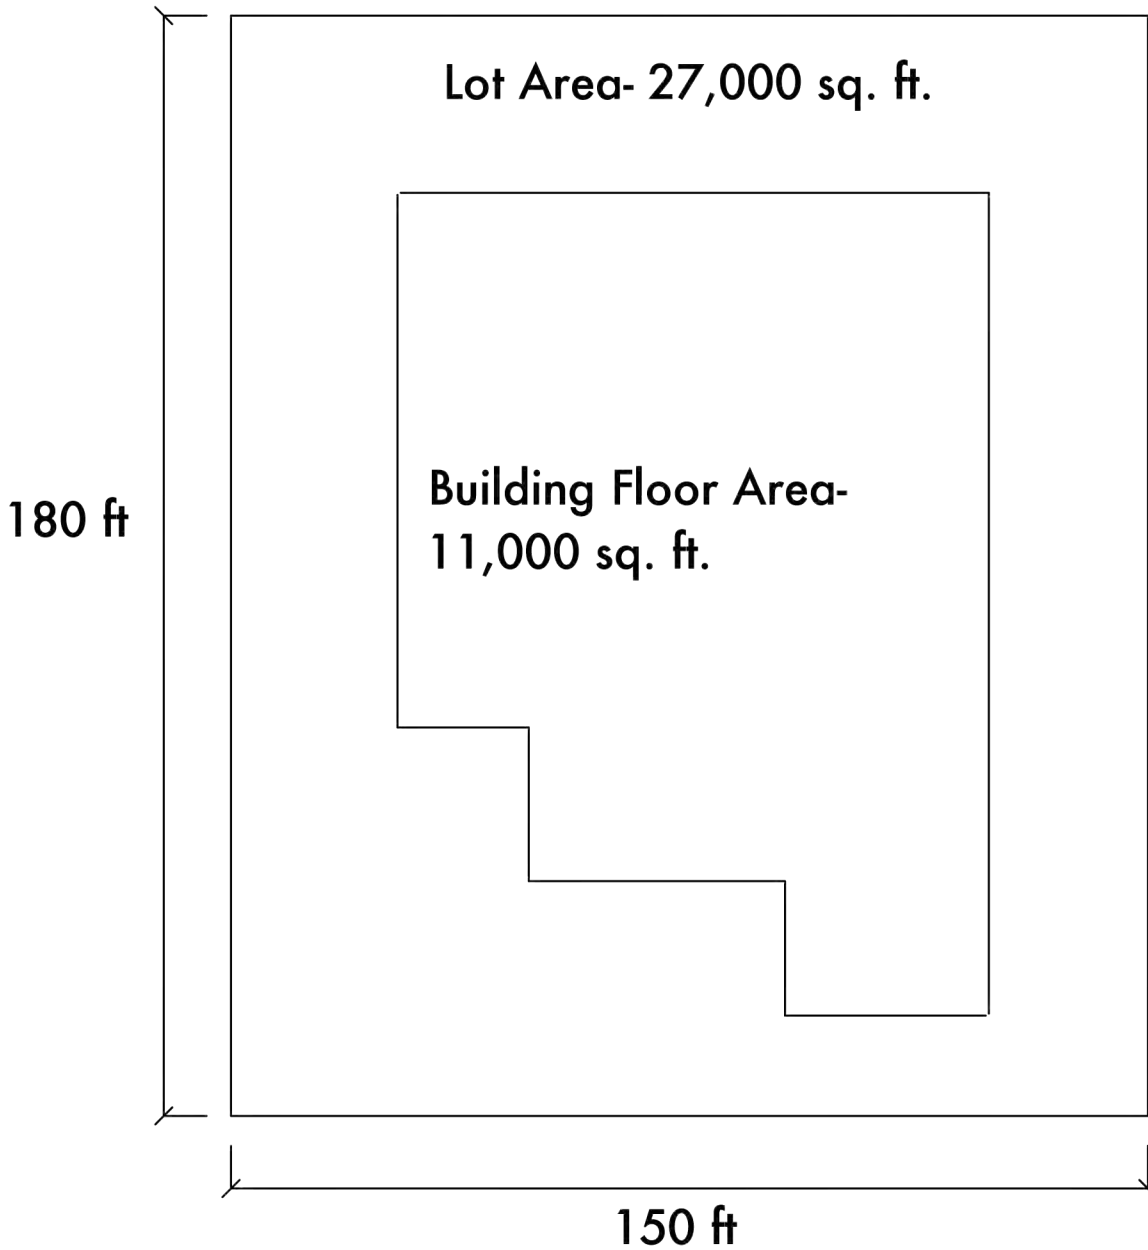 Lot Area- 27,000 sq. ft.
Building Floor Area-
11,000 sq. ft.
180 ft
150 ft